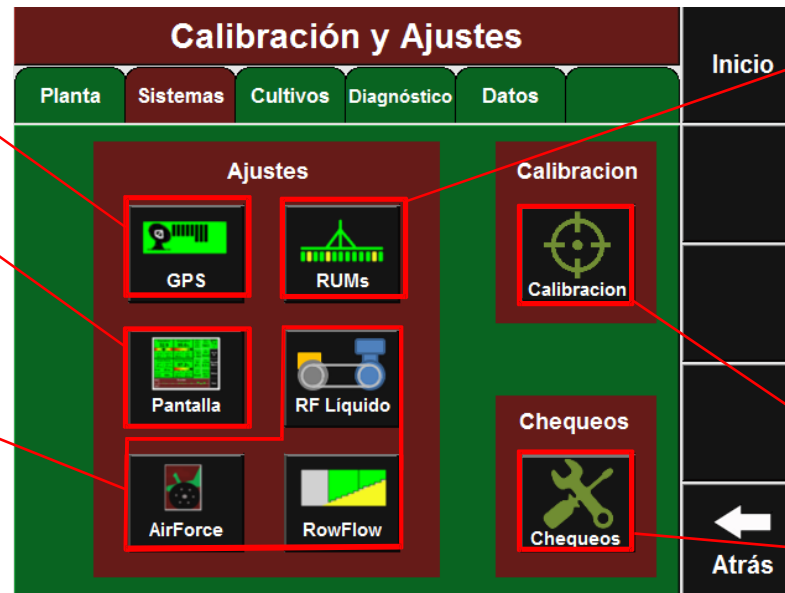 Calibración y Ajustes
Inicio
Planta
Sistemas
Cultivos
Diagnóstico
Datos
Ajustes
GPS
RUMs
Pantalla
RF Líquido
AirForce
RowFlow
Calibracion
Calibracion
Chequeos
Chequeos
Atrás